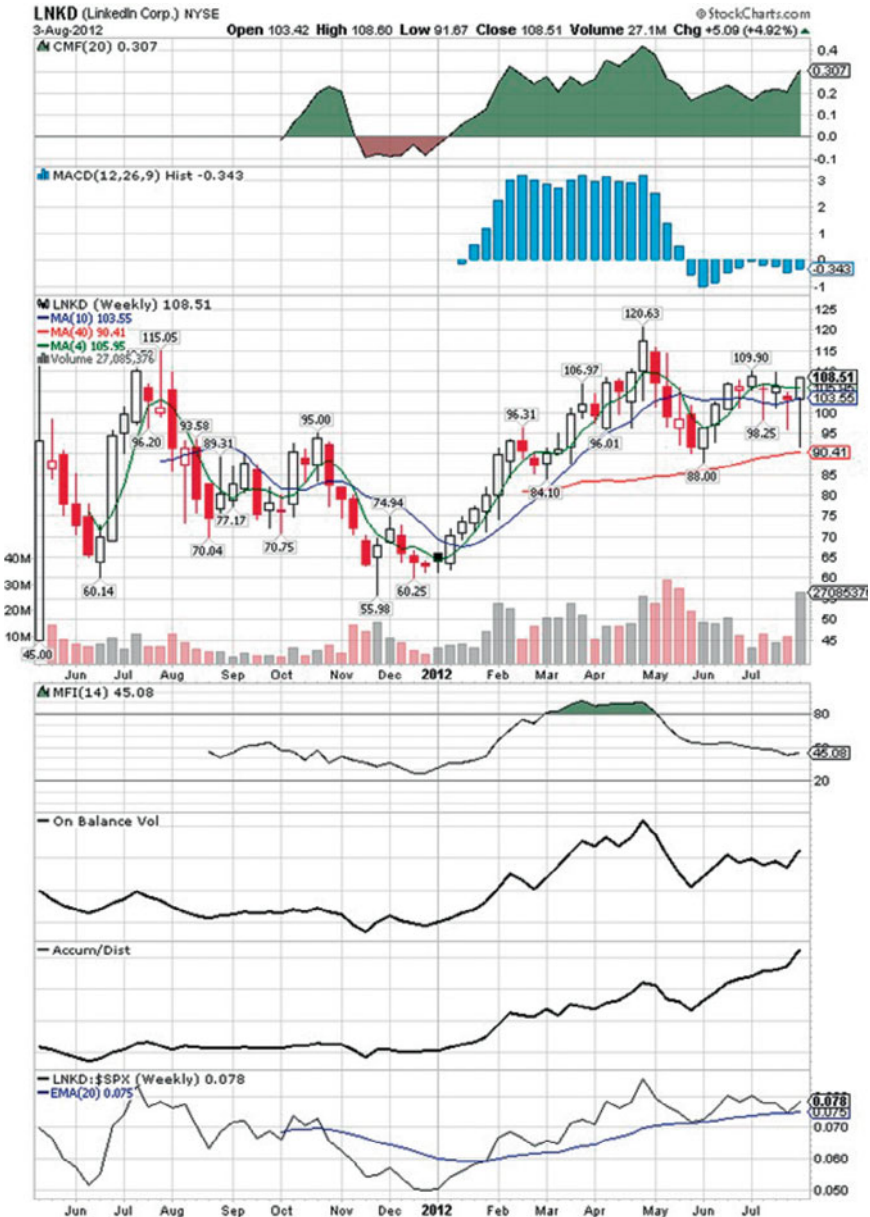 LNKD (LinkedIn Corp.) NYSE © StockCharts.com
3-Aug-2012 Open 103.42 High 108.60 Low 91.67 Close 108.51 Volume 27.1M Chg +5.09 (+4.92%)
CMF(20) 0.307
0.4
0.307
0.2
0.1
0.0
-0.1
MACD(12,26,9) Hist -0.343
3
2
1
0
-0.343
-1
LNKD (Weekly) 108.51
MA(10) 103.55
MA(40) 90.41
MA(4) 105.95
Volume 27,085,376
115.05
96.20
93.58
89.31
77.17
70.04
60.14
45.00
70.75
95.00
55.98
74.94
60.25
96.31
84.10
106.97
96.01
120.63
88.00
109.90
98.25
125
120
115
108.51
105.95
103.55
100
95
90.41
85
80
75
70
65
60
27085376
50
45
40M
30M
20M
10M
Jun Jul Aug Sep Oct Nov Dec 2012 Feb Mar Apr May Jun Jul
MFI(14) 45.08
80
45.08
20
On Balance Vol
Accum/Dist
LNKD:$SPX (Weekly) 0.078
EMA(20) 0.075
0.078
0.075
0.070
0.060
0.050
Jun Jul Aug Sep Oct Nov Dec 2012 Feb Mar Apr May Jun Jul